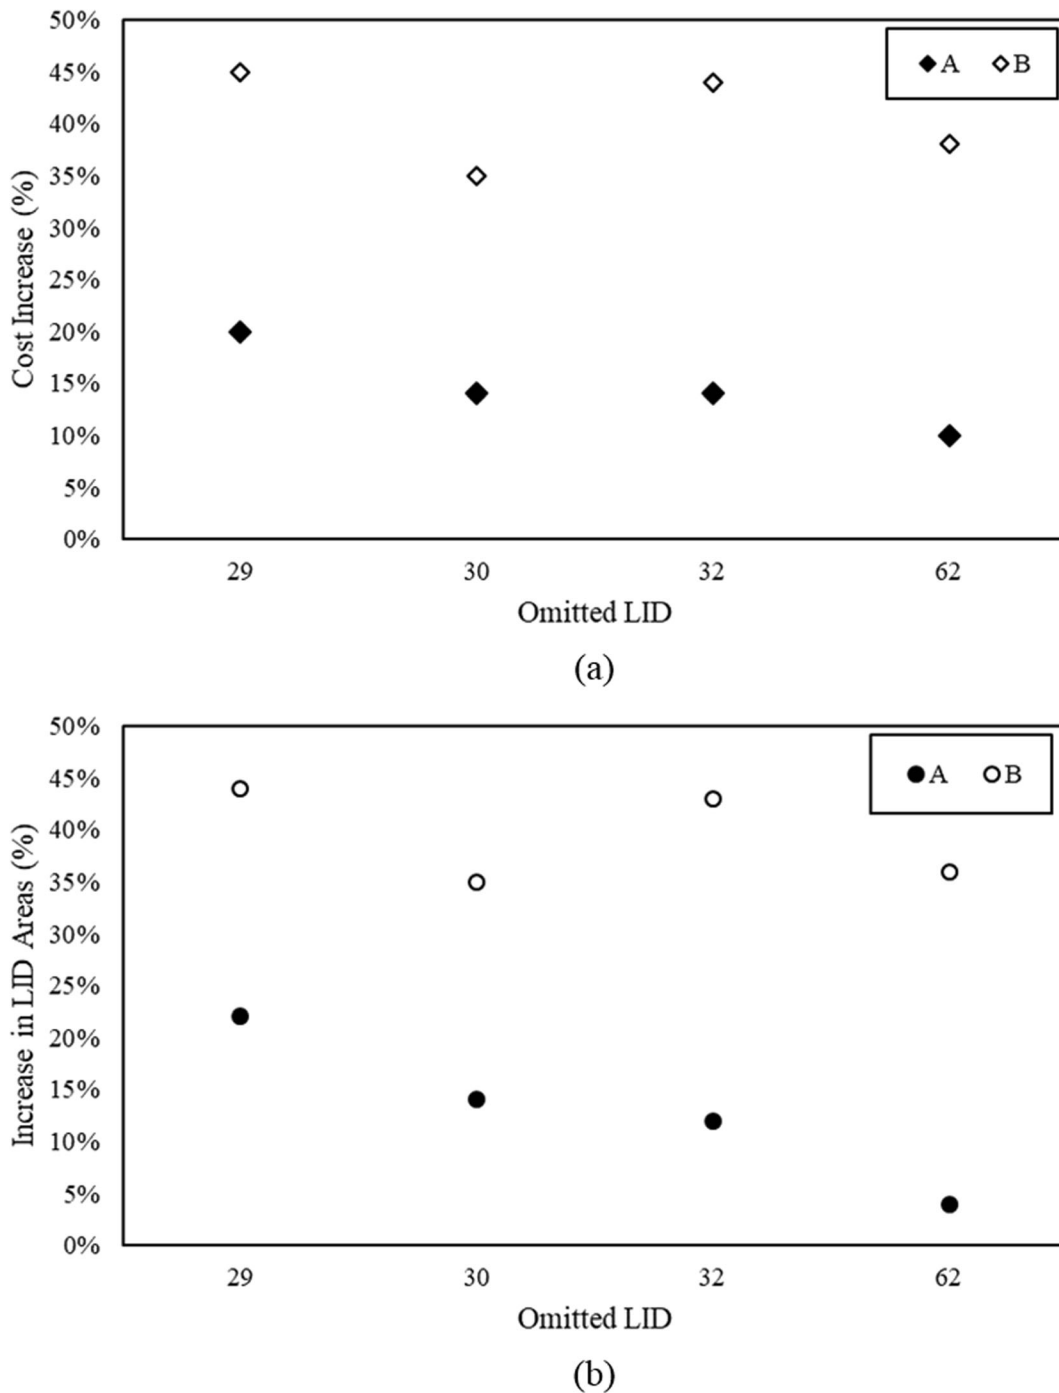 50%
A B
45%
40%
35%
30%
25%
20%
15%
10%
5%
0%
Cost Increase (%)
29 30 32 62
Omitted LID
(a)
50%
A B
45%
40%
35%
30%
25%
20%
15%
10%
5%
0%
Increase in LID Areas (%)
29 30 32 62
Omitted LID
(b)